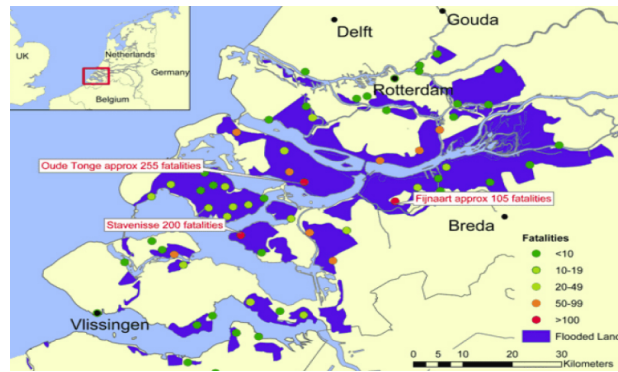 UK
Netherlands
Germany
Belgium
Delft
Gouda
Rotterdam
Oude Tonge approx 255 fatalities
Fijnaart approx 105 fatalities
Stavenisse 200 fatalities
Breda
Vlissingen
Fatalities
<10
10-19
20-49
50-99
>100
Flooded Land
0 5 10 20 30
Kilometers